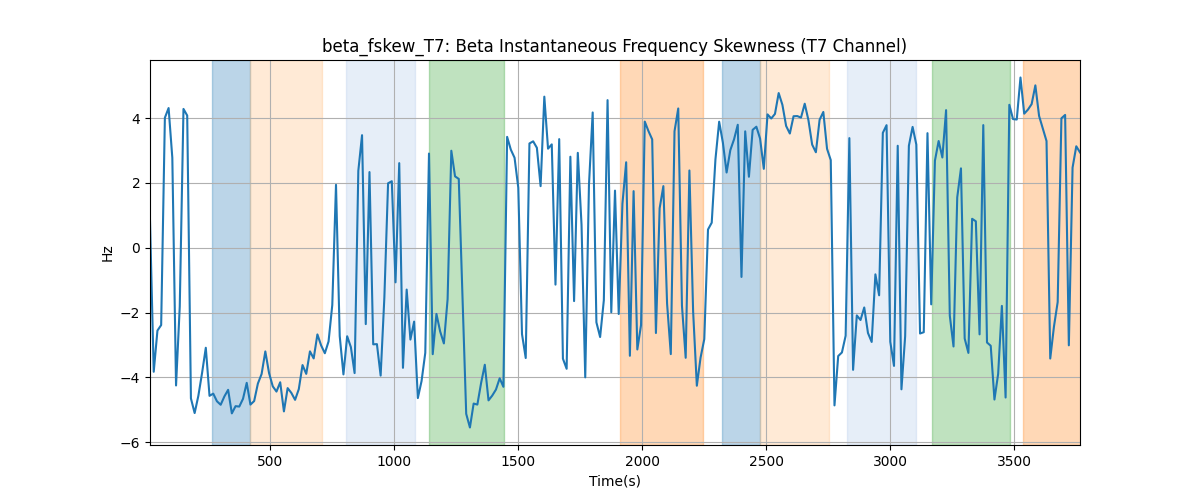 beta_fskew_T7: Beta Instantaneous Frequency Skewness (T7 Channel)
4
2
0
−2
−4
−6
Hz
500 1000 1500 2000 2500 3000 3500
Time(s)